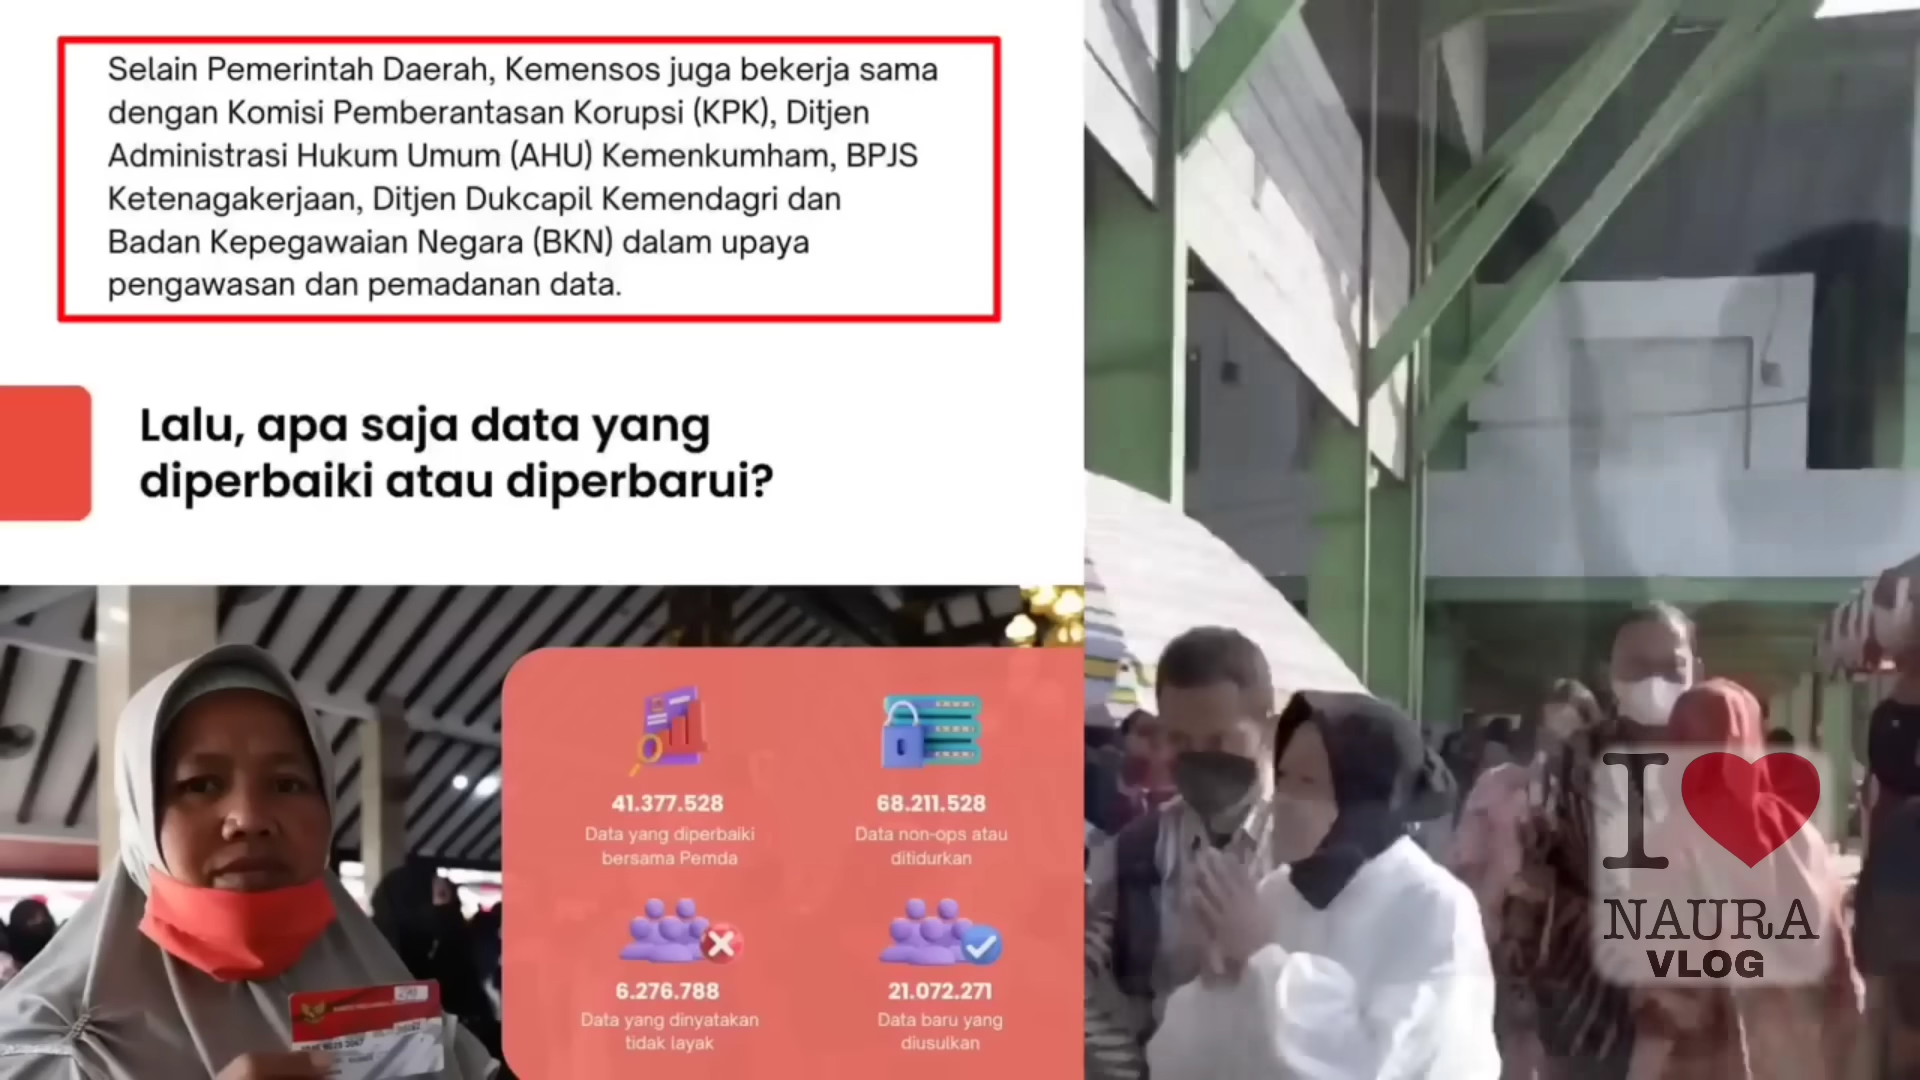 Selain Pemerintah Daerah, Kemensos juga bekerja sama
dengan Komisi Pemberantasan Korupsi (KPK), Ditjen
Administrasi Hukum Umum (AHU) Kemenkumham, BPJS
Ketenagakerjaan, Ditjen Dukcapil Kemendagri dan
Badan Kepegawaian Negara (BKN) dalam upaya
pengawasan dan pemadanan data.
Lalu, apa saja data yang
diperbaiki atau diperbarui?
41.377.528
Data yang diperbaiki
bersama Pemda
68.211.528
Data non-ops atau
ditidurkan
6.276.788
Data yang dinyatakan
tidak layak
21.072.271
Data baru yang
diusulkan
I
NAURA
VLOG